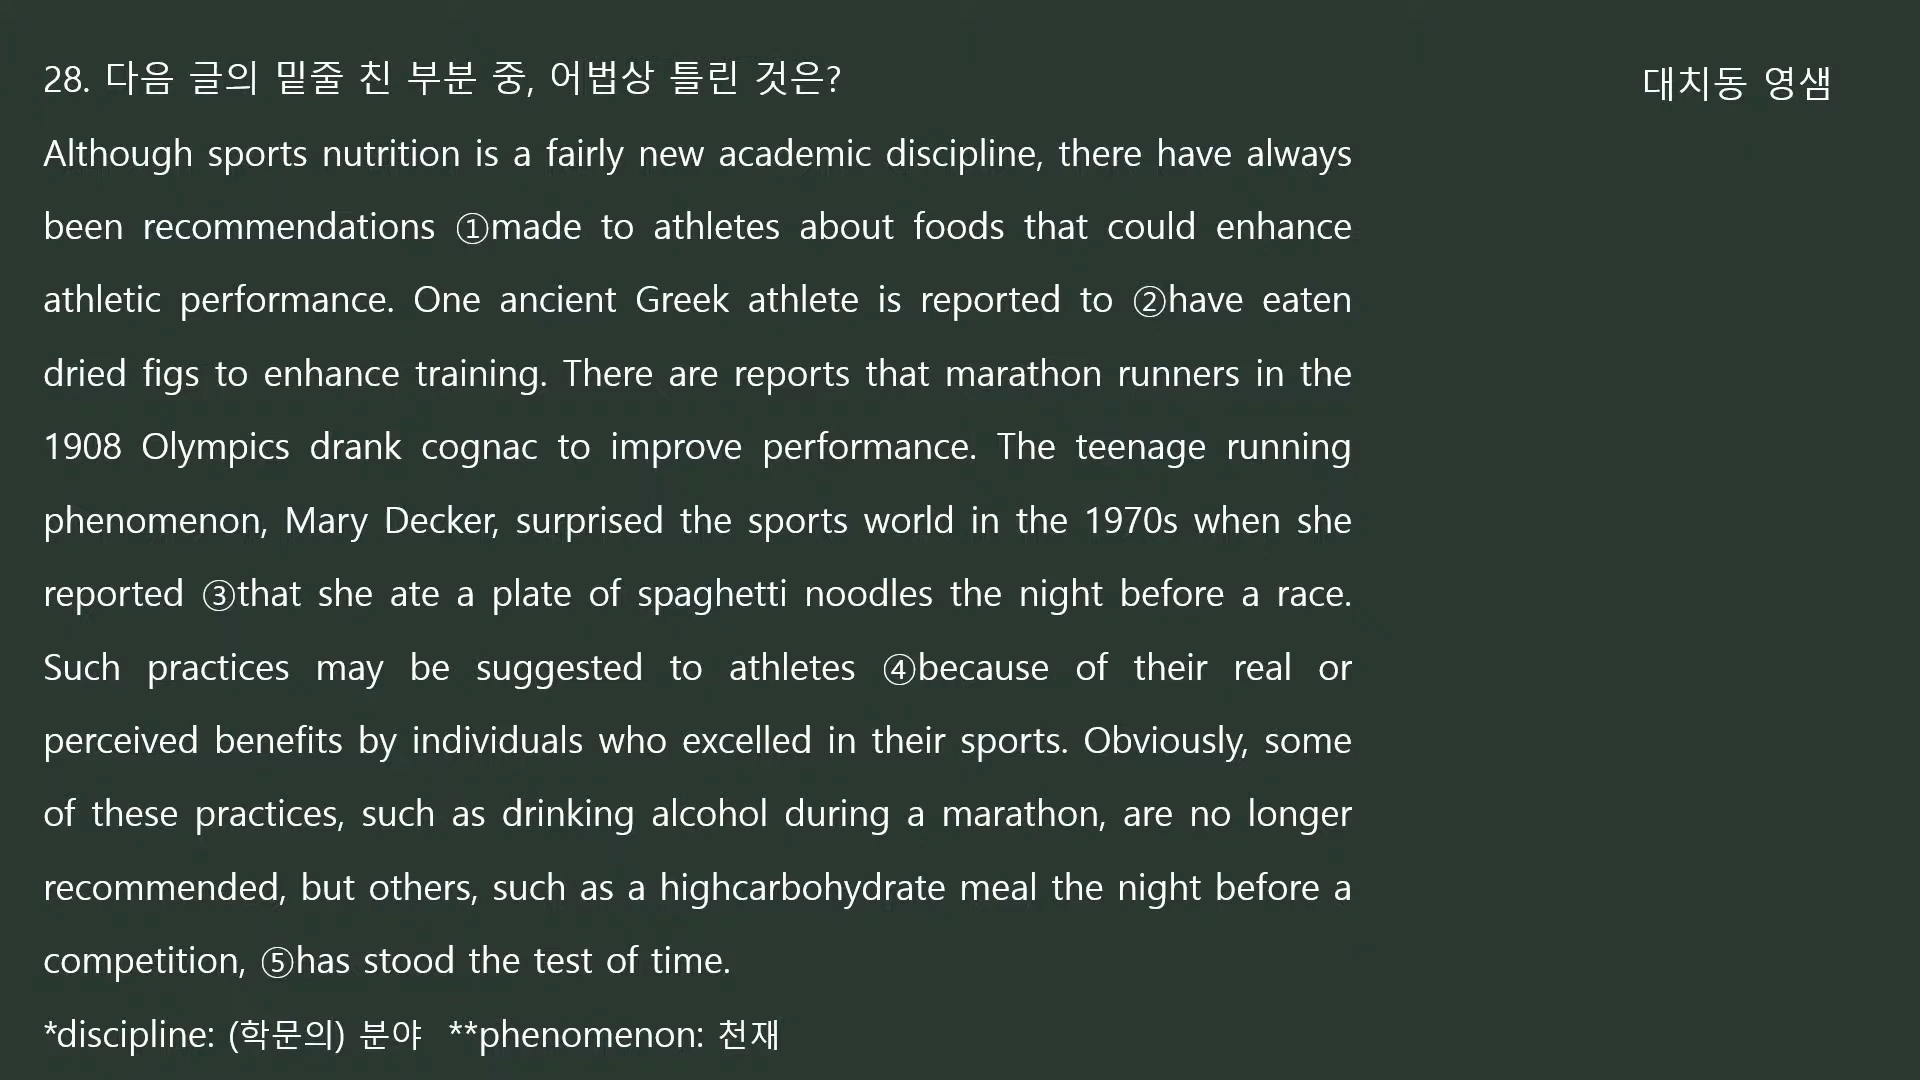 28. 다음 글의 밑줄 친 부분 중, 어법상 틀린 것은?
대치동 영샘
Although sports nutrition is a fairly new academic discipline, there have always
been recommendations ①made to athletes about foods that could enhance
athletic performance. One ancient Greek athlete is reported to ②have eaten
dried figs to enhance training. There are reports that marathon runners in the
1908 Olympics drank cognac to improve performance. The teenage running
phenomenon, Mary Decker, surprised the sports world in the 1970s when she
reported ③that she ate a plate of spaghetti noodles the night before a race.
Such practices may be suggested to athletes ④because of their real or
perceived benefits by individuals who excelled in their sports. Obviously, some
of these practices, such as drinking alcohol during a marathon, are no longer
recommended, but others, such as a highcarbohydrate meal the night before a
competition, ⑤has stood the test of time.
*discipline: (학문의) 분야 **phenomenon: 천재